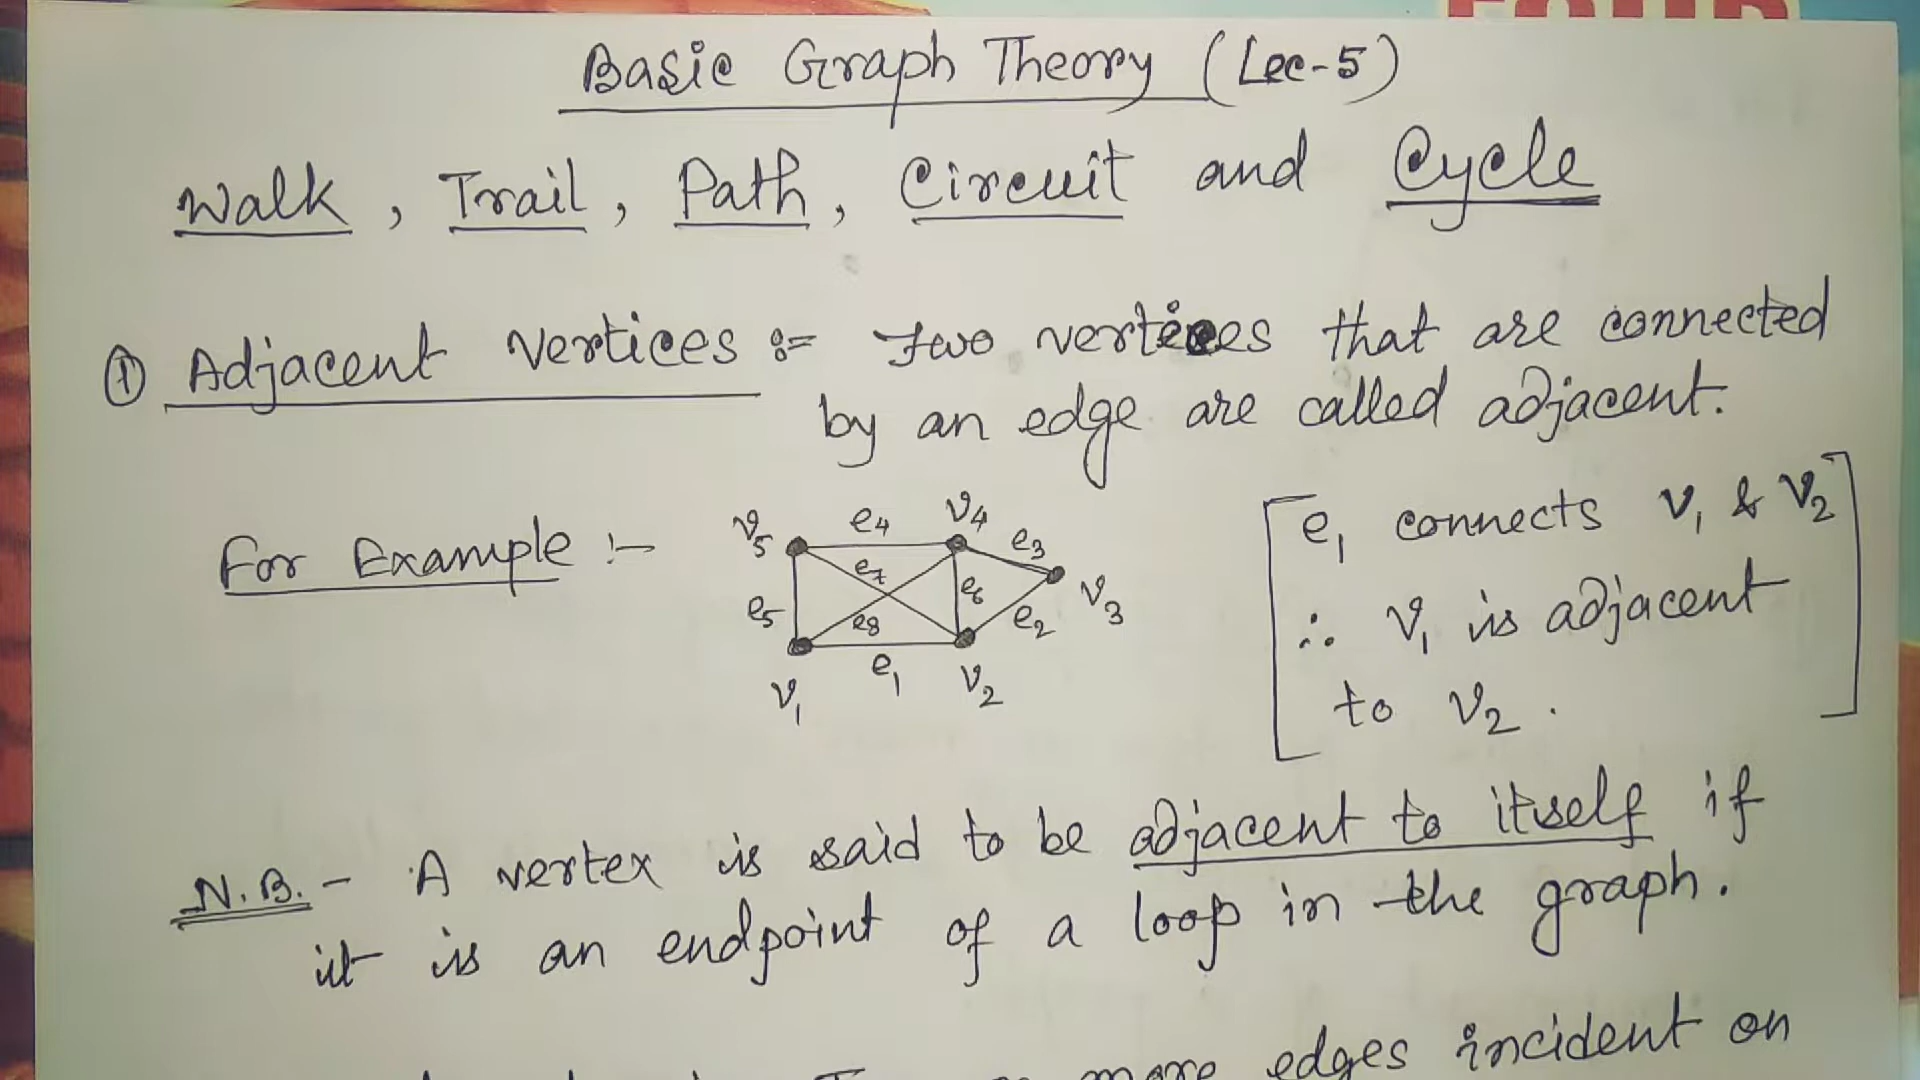 Basic Graph Theory (Lec-5)
Walk, Trail, Path, Circuit and Cycle
① Adjacent Vertices :- Two vertices that are connected
by an edge are called adjacent.
For Example :-
v5 e4 v4 e3
e7
e5 e6 v3
e8 e2
e1
v1 v2
[e1 connects v1 & v2
∴ v1 is adjacent
to v2.]
N.B. - A vertex is said to be adjacent to itself if
it is an endpoint of a loop in the graph.
more edges incident on